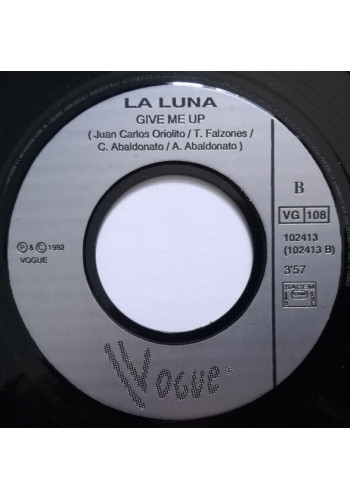 LA LUNA
GIVE ME UP
( Juan Carlos Oriolito / T. Falzones /
C. Abaldonato / A. Abaldonato )
B
VG 108
℗ & © 1992
VOGUE
102413
(102413 B)
3'57
SACEM
VOGUE